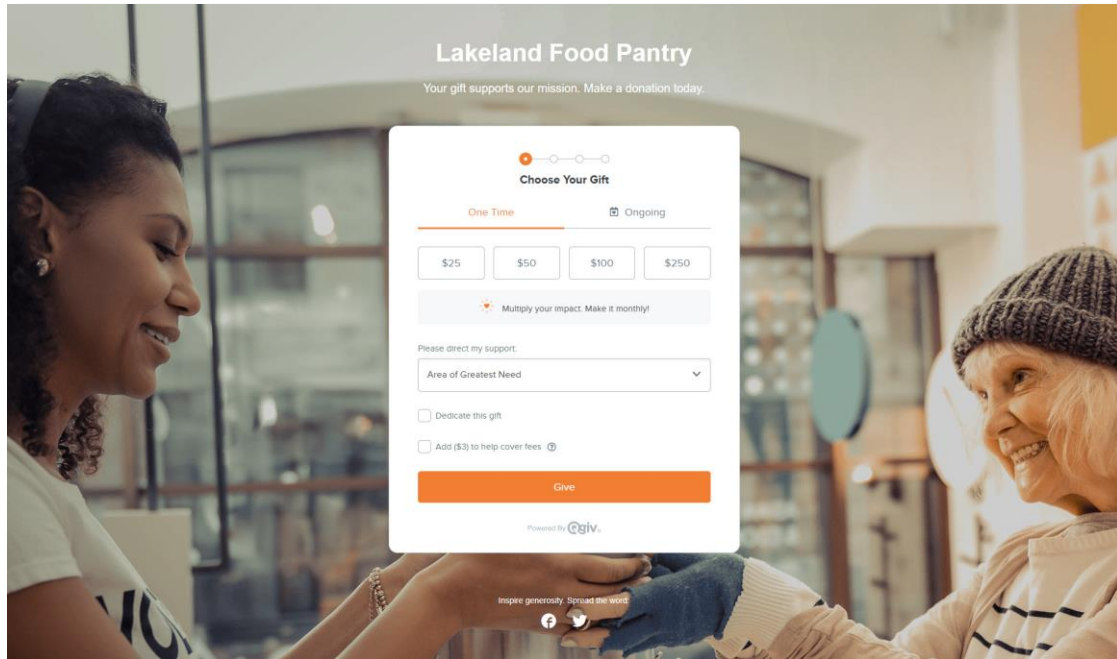 Lakeland Food Pantry
Your gift supports our mission. Make a donation today.
Choose Your Gift
One Time
Ongoing
$25 $50 $100 $250
Multiply your impact. Make it monthly!
Please direct my support:
Area of Greatest Need
Dedicate this gift
Add ($3) to help cover fees
Give
Powered By Qgiv
Inspire generosity. Spread the word.